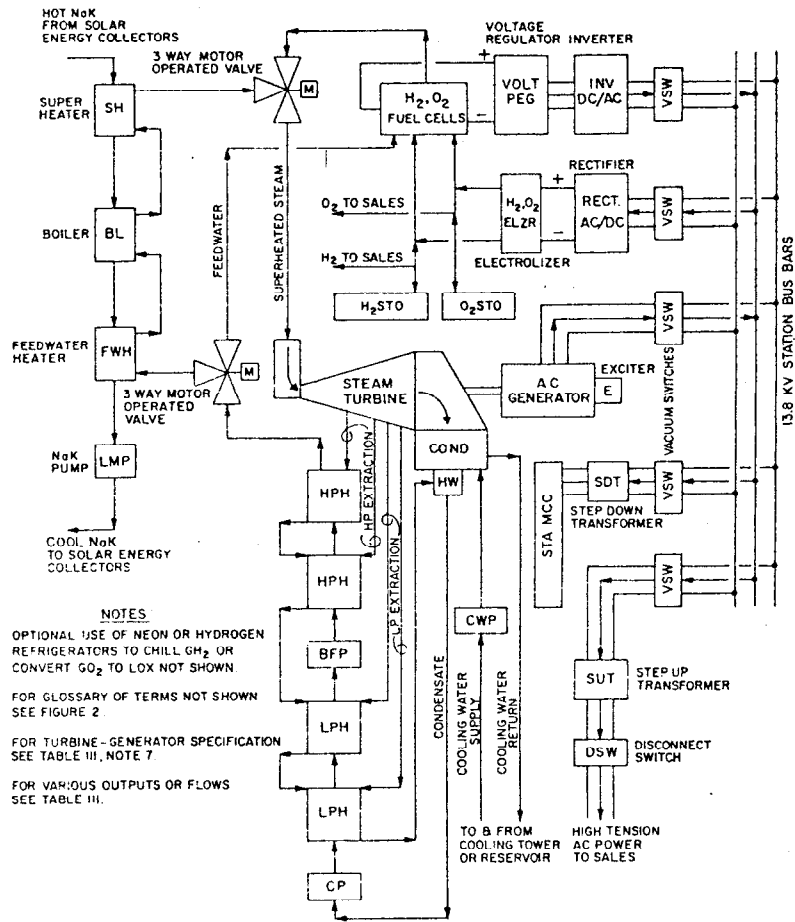 HOT NaK
FROM SOLAR
ENERGY COLLECTORS
3 WAY MOTOR
OPERATED VALVE
M
SUPER
HEATER
SH
BOILER
BL
FEEDWATER
HEATER
FWH
M
3 WAY MOTOR
OPERATED
VALVE
NaK
PUMP
LMP
COOL NaK
TO SOLAR ENERGY
COLLECTORS
FEEDWATER
SUPERHEATED STEAM
H2,O2
FUEL CELLS
+
-
VOLTAGE
REGULATOR INVERTER
VOLT
PEG
INV
DC/AC
VSW
RECTIFIER
H2,O2
ELZR
+
-
RECT.
AC/DC
VSW
ELECTROLIZER
O2 TO SALES
H2 TO SALES
H2STO
O2STO
STEAM
TURBINE
COND
HW
AC
GENERATOR
EXCITER
E
VSW
VACUUM SWITCHES
13.8 KV STATION BUS BARS
STA MCC
SDT
STEP DOWN
TRANSFORMER
VSW
VSW
SUT
STEP UP
TRANSFORMER
DSW
DISCONNECT
SWITCH
HIGH TENSION
AC POWER
TO SALES
HPH
HPH
BFP
LPH
LPH
CP
HP EXTRACTION
LP EXTRACTION
CONDENSATE
CWP
COOLING WATER
SUPPLY
COOLING WATER
RETURN
TO & FROM
COOLING TOWER
OR RESERVOIR
NOTES
OPTIONAL USE OF NEON OR HYDROGEN
REFRIGERATORS TO CHILL GH2 OR
CONVERT GO2 TO LOX NOT SHOWN.
FOR GLOSSARY OF TERMS NOT SHOWN
SEE FIGURE 2.
FOR TURBINE-GENERATOR SPECIFICATION
SEE TABLE III, NOTE 7.
FOR VARIOUS OUTPUTS OR FLOWS
SEE TABLE III.